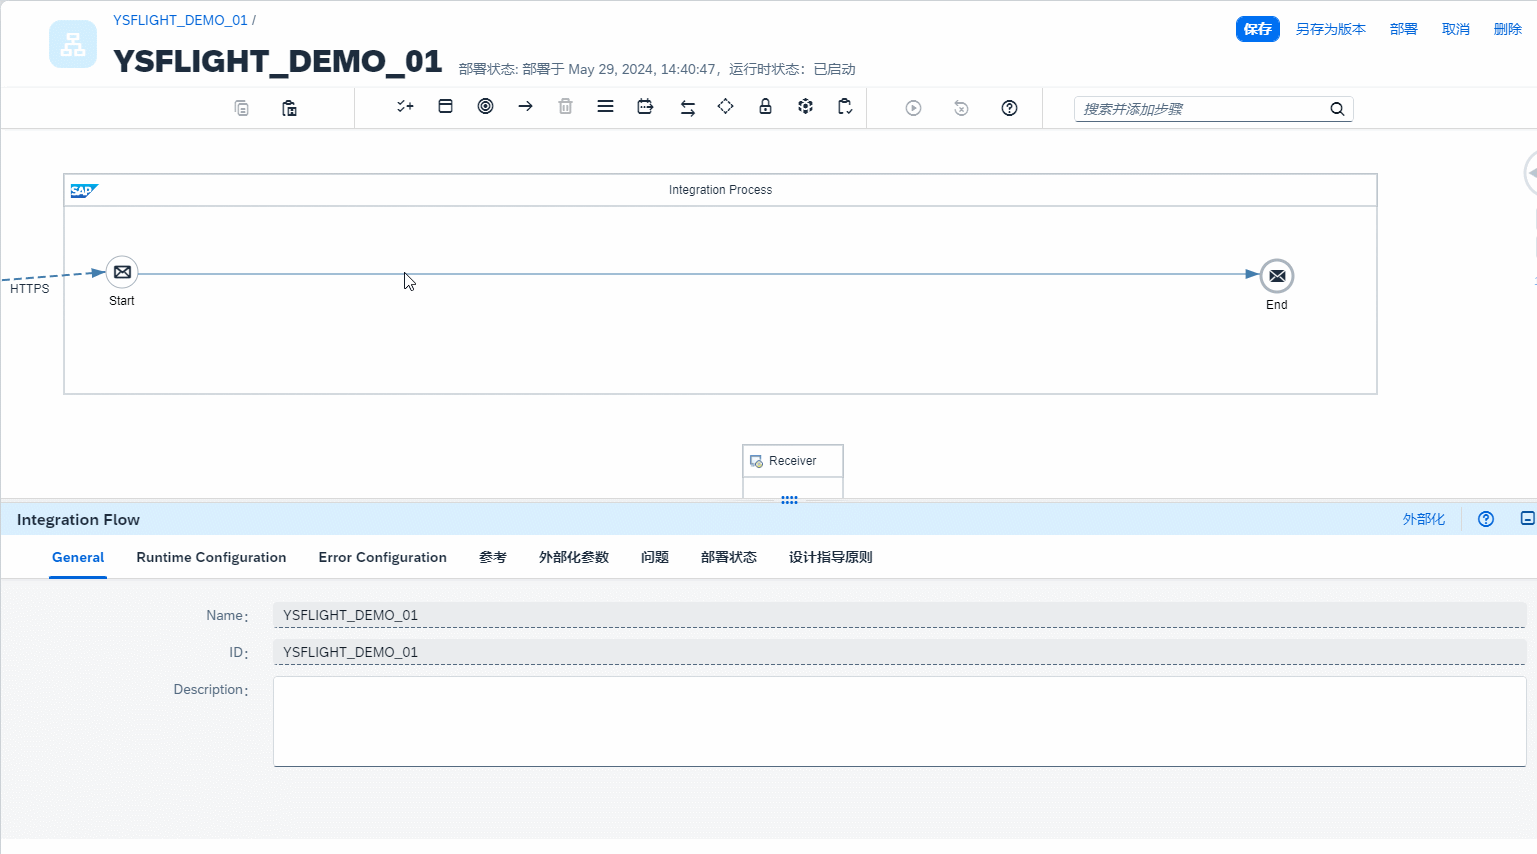 YSFLIGHT_DEMO_01 /
YSFLIGHT_DEMO_01
部署状态: 部署于 May 29, 2024, 14:40:47，运行时状态：已启动
保存
另存为版本
部署
取消
删除
搜索并添加步骤
SAP
Integration Process
HTTPS
Start
End
Receiver
Integration Flow
外部化
General
Runtime Configuration
Error Configuration
参考
外部化参数
问题
部署状态
设计指导原则
Name：
YSFLIGHT_DEMO_01
ID：
YSFLIGHT_DEMO_01
Description：